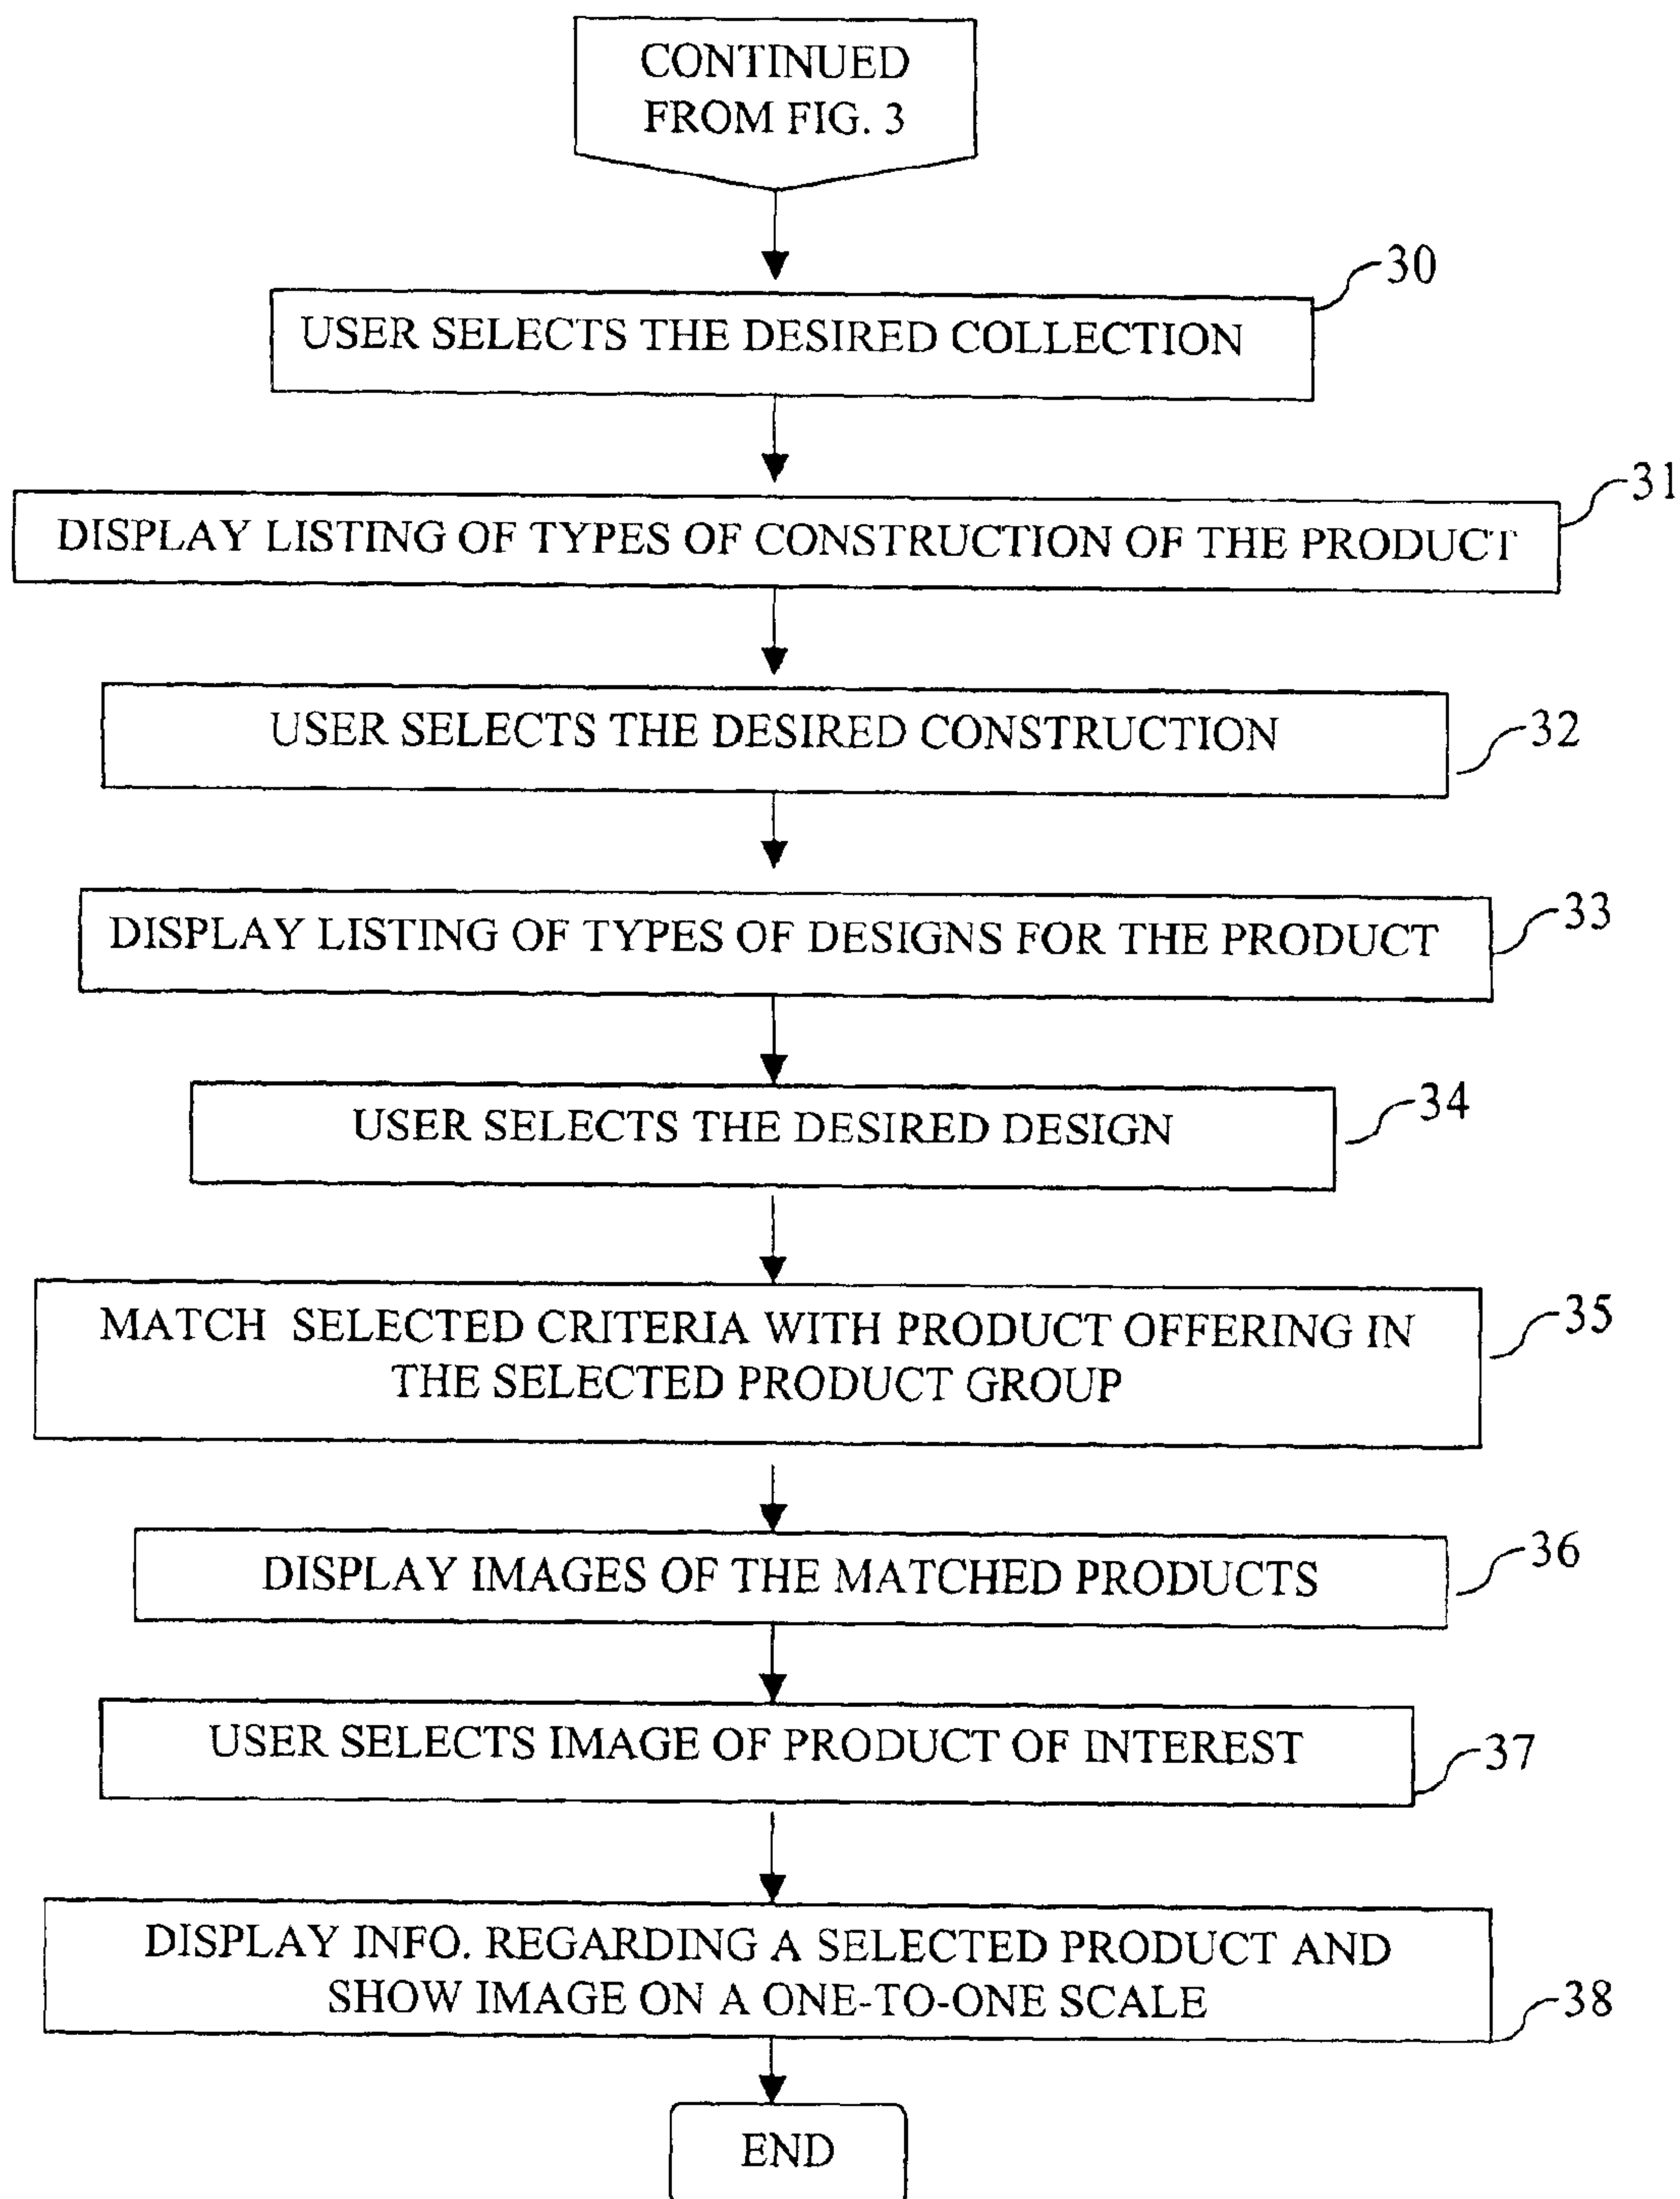 CONTINUED
FROM FIG. 3
30
USER SELECTS THE DESIRED COLLECTION
31
DISPLAY LISTING OF TYPES OF CONSTRUCTION OF THE PRODUCT
USER SELECTS THE DESIRED CONSTRUCTION
32
33
DISPLAY LISTING OF TYPES OF DESIGNS FOR THE PRODUCT
34
USER SELECTS THE DESIRED DESIGN
35
MATCH SELECTED CRITERIA WITH PRODUCT OFFERING IN
THE SELECTED PRODUCT GROUP
36
DISPLAY IMAGES OF THE MATCHED PRODUCTS
USER SELECTS IMAGE OF PRODUCT OF INTEREST
37
DISPLAY INFO. REGARDING A SELECTED PRODUCT AND
SHOW IMAGE ON A ONE-TO-ONE SCALE
38
END